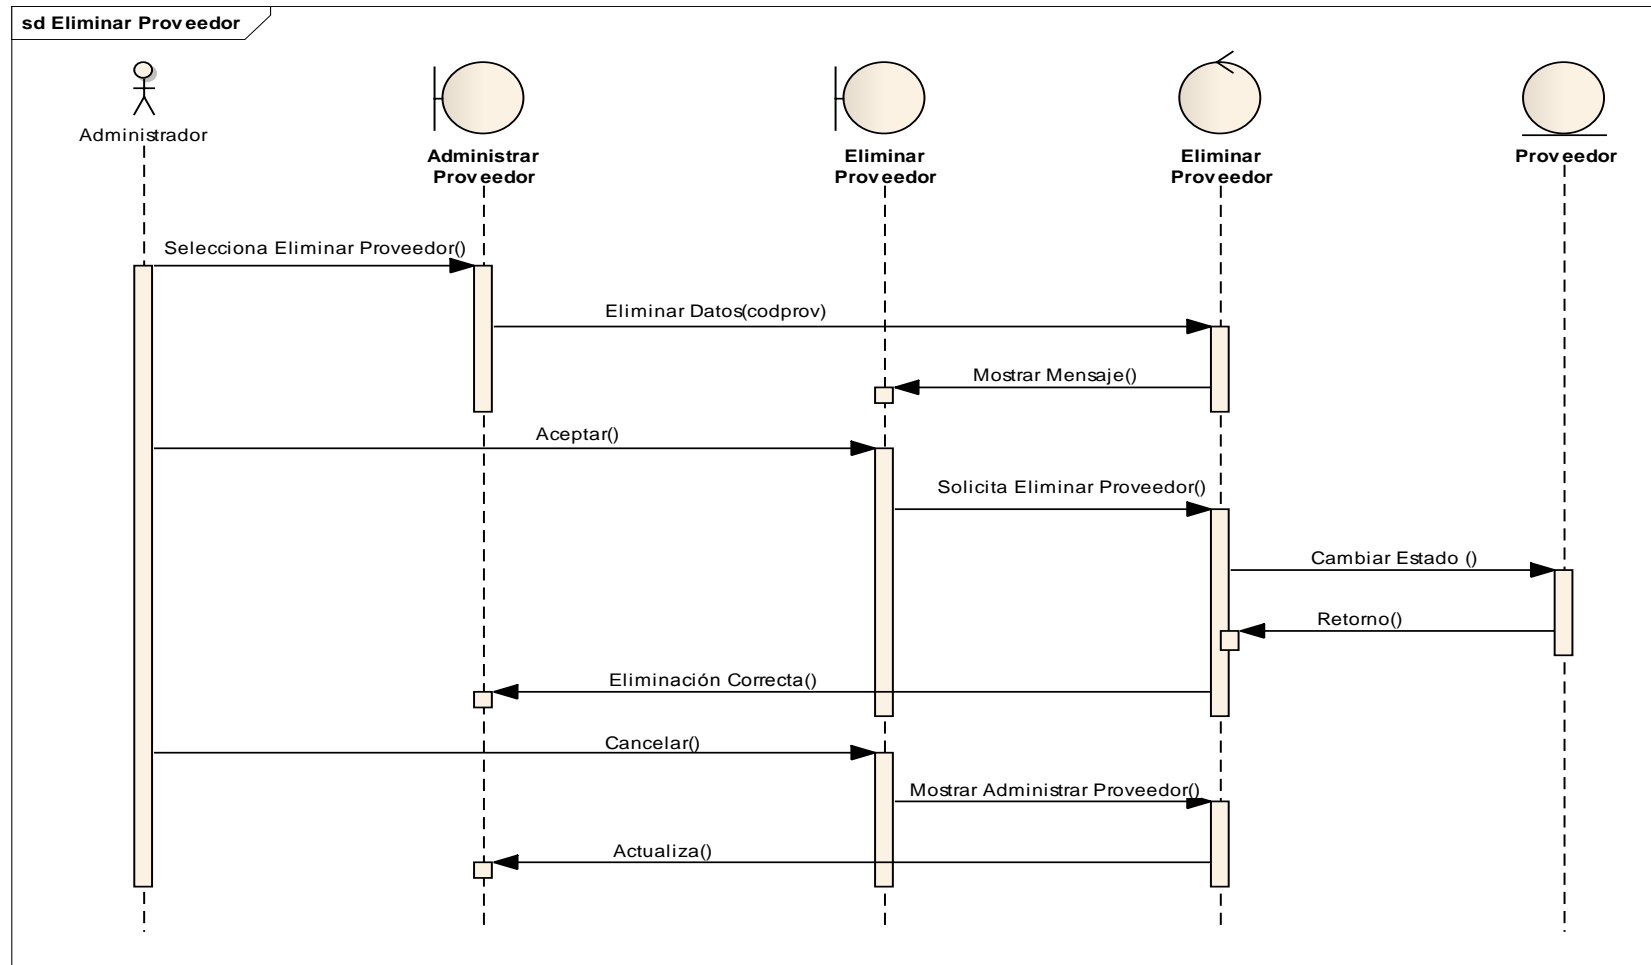 sd Eliminar Proveedor
Administrador
Administrar
Proveedor
Eliminar
Proveedor
Eliminar
Proveedor
Proveedor
Selecciona Eliminar Proveedor()
Eliminar Datos(codprov)
Mostrar Mensaje()
Aceptar()
Solicita Eliminar Proveedor()
Cambiar Estado ()
Retorno()
Eliminación Correcta()
Cancelar()
Mostrar Administrar Proveedor()
Actualiza()